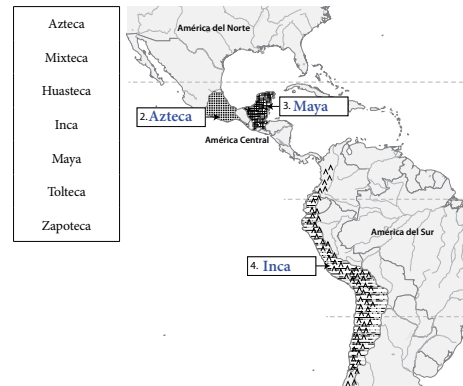 Azteca
Mixteca
Huasteca
Inca
Maya
Tolteca
Zapoteca
América del Norte
2. Azteca
3. Maya
América Central
América del Sur
4. Inca